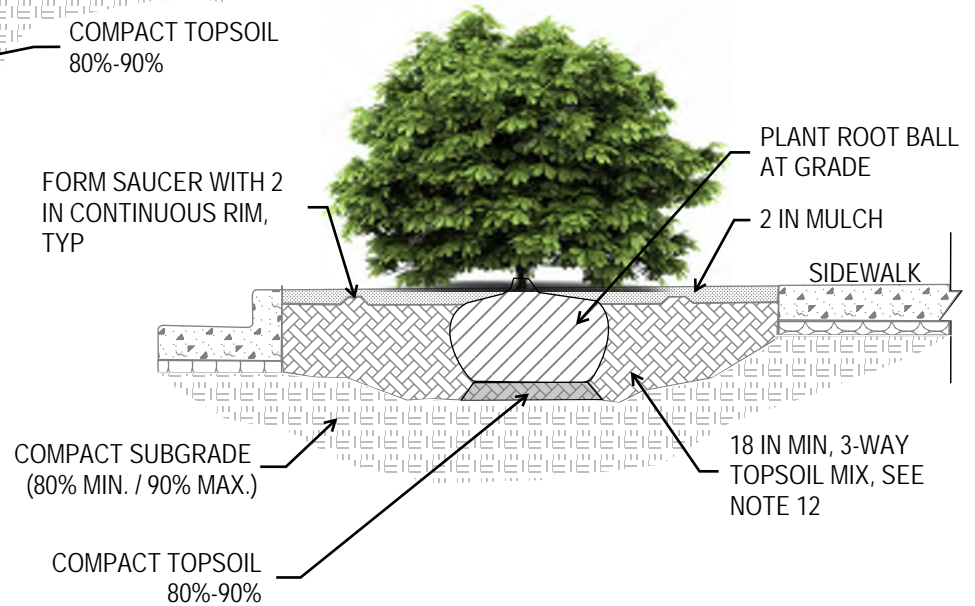 COMPACT TOPSOIL
80%-90%
FORM SAUCER WITH 2
IN CONTINUOUS RIM,
TYP
PLANT ROOT BALL
AT GRADE
2 IN MULCH
SIDEWALK
COMPACT SUBGRADE
(80% MIN. / 90% MAX.)
18 IN MIN, 3-WAY
TOPSOIL MIX, SEE
NOTE 12
COMPACT TOPSOIL
80%-90%